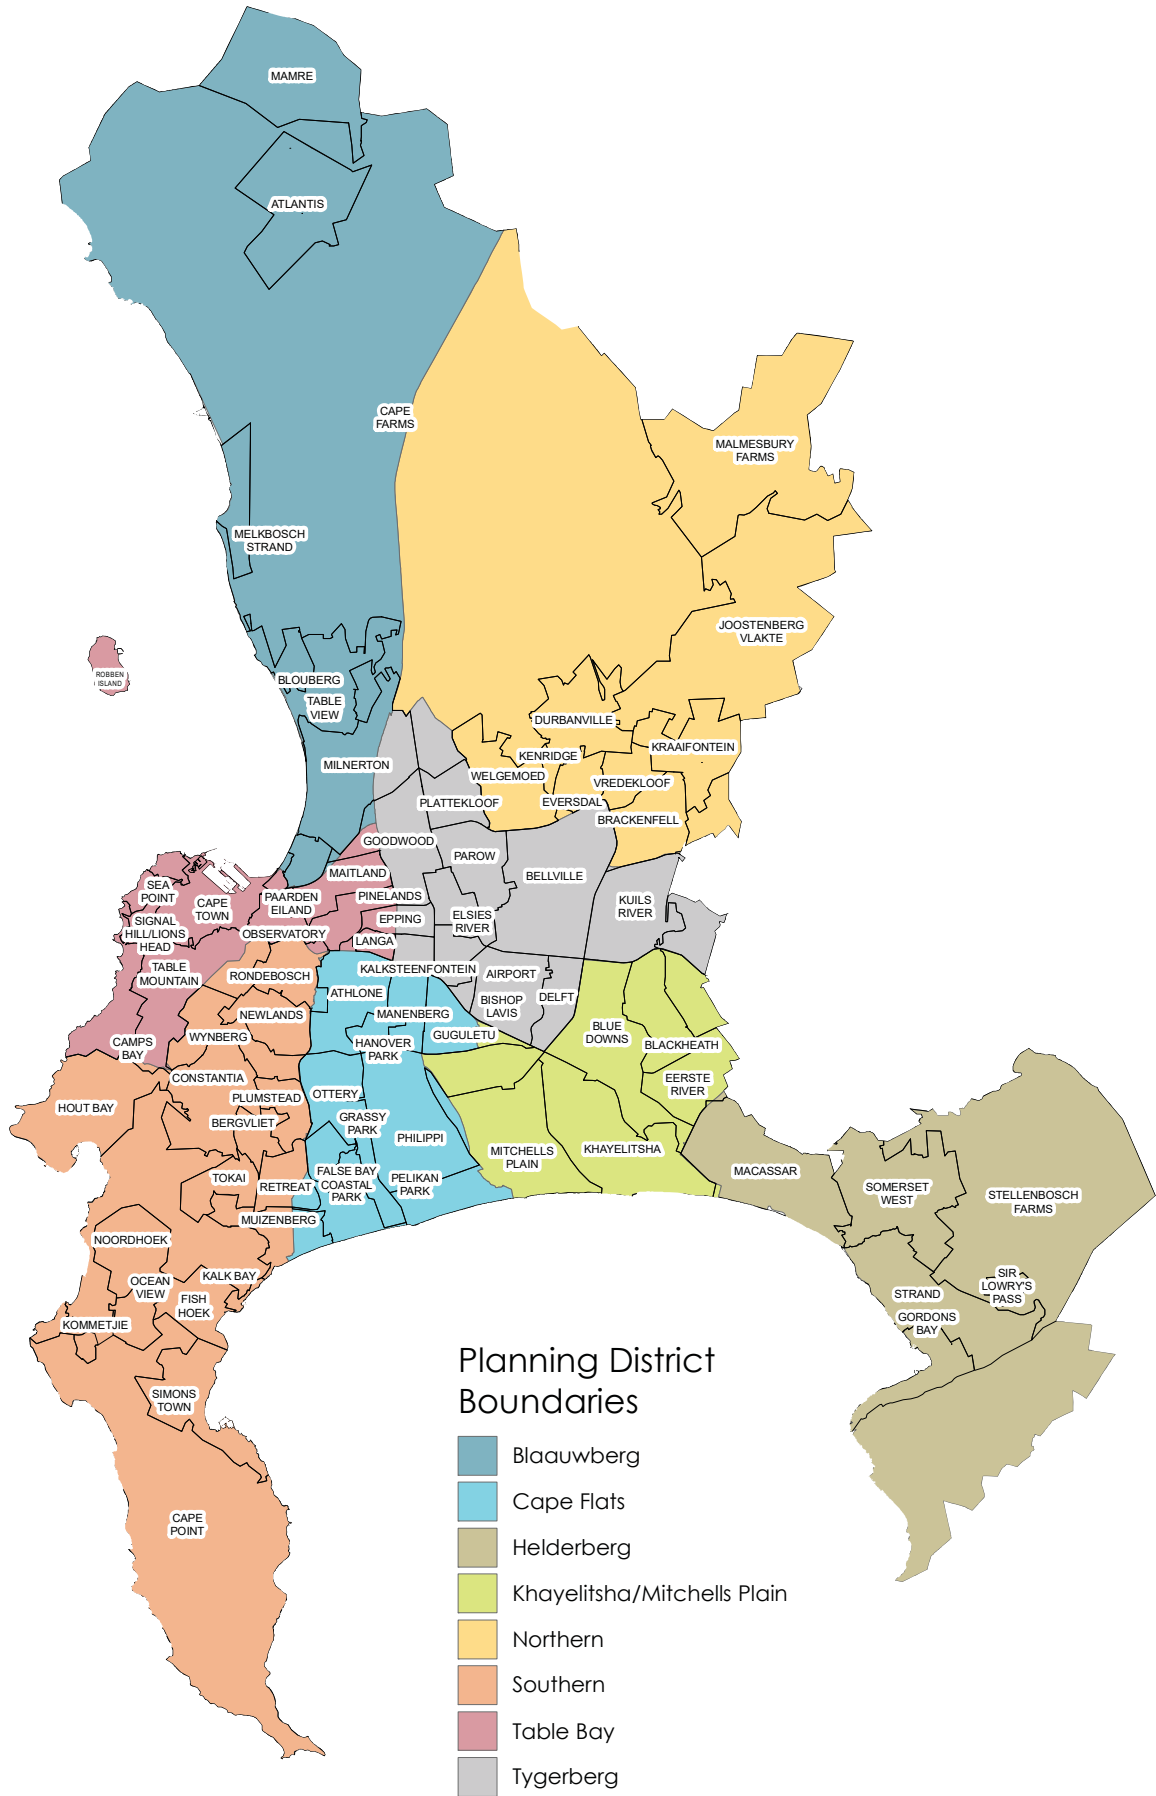 MAMRE
ATLANTIS
CAPE
FARMS
MALMESBURY
FARMS
MELKBOSCH
STRAND
JOOSTENBERG
VLAKTE
ROBBEN
ISLAND
BLOUBERG
TABLE
VIEW
DURBANVILLE
KRAAIFONTEIN
KENRIDGE
MILNERTON
WELGEMOED
VREDEKLOOF
PLATTEKLOOF
EVERSDAL
BRACKENFELL
GOODWOOD
PAROW
MAITLAND
BELLVILLE
SEA
POINT
PINELANDS
PAARDEN
EILAND
CAPE
TOWN
KUILS
RIVER
EPPING
ELSIES
RIVER
SIGNAL
HILL/LIONS
HEAD
OBSERVATORY
LANGA
TABLE
MOUNTAIN
RONDEBOSCH
KALKSTEENFONTEIN
AIRPORT
ATHLONE
DELFT
BISHOP
LAVIS
NEWLANDS
MANENBERG
BLUE
DOWNS
WYNBERG
GUGULETU
CAMPS
BAY
HANOVER
PARK
BLACKHEATH
CONSTANTIA
EERSTE
RIVER
PLUMSTEAD
OTTERY
HOUT BAY
BERGVLIET
GRASSY
PARK
PHILIPPI
MITCHELLS
PLAIN
KHAYELITSHA
MACASSAR
TOKAI
RETREAT
FALSE BAY
COASTAL
PARK
PELIKAN
PARK
SOMERSET
WEST
STELLENBOSCH
FARMS
MUIZENBERG
NOORDHOEK
KALK BAY
OCEAN
VIEW
FISH
HOEK
SIR
LOWRY'S
PASS
STRAND
KOMMETJIE
GORDONS
BAY
SIMONS
TOWN
CAPE
POINT
Planning District
Boundaries
Blaauwberg
Cape Flats
Helderberg
Khayelitsha/Mitchells Plain
Northern
Southern
Table Bay
Tygerberg